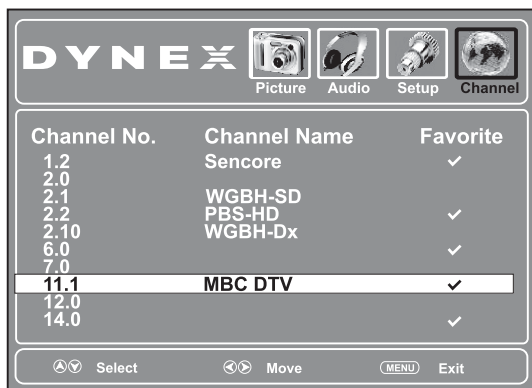 DYNEX
Picture Audio Setup Channel
Channel No. Channel Name Favorite
1.2 Sencore ✓
2.0
2.1 WGBH-SD
2.2 PBS-HD ✓
2.10 WGBH-Dx
6.0 ✓
7.0
11.1 MBC DTV ✓
12.0
14.0 ✓
Select Move MENU Exit